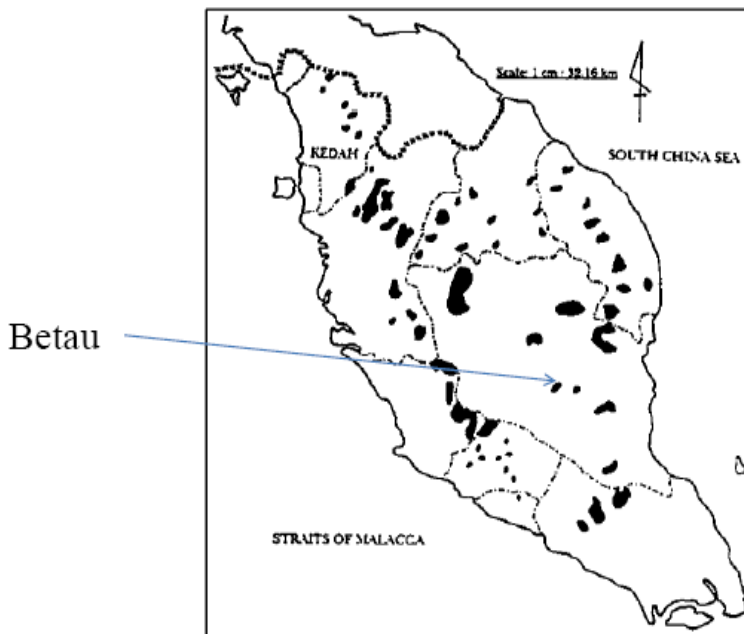 Scale: 1 cm : 32.16 km
KEDAH
SOUTH CHINA SEA
Betau
STRAITS OF MALACCA